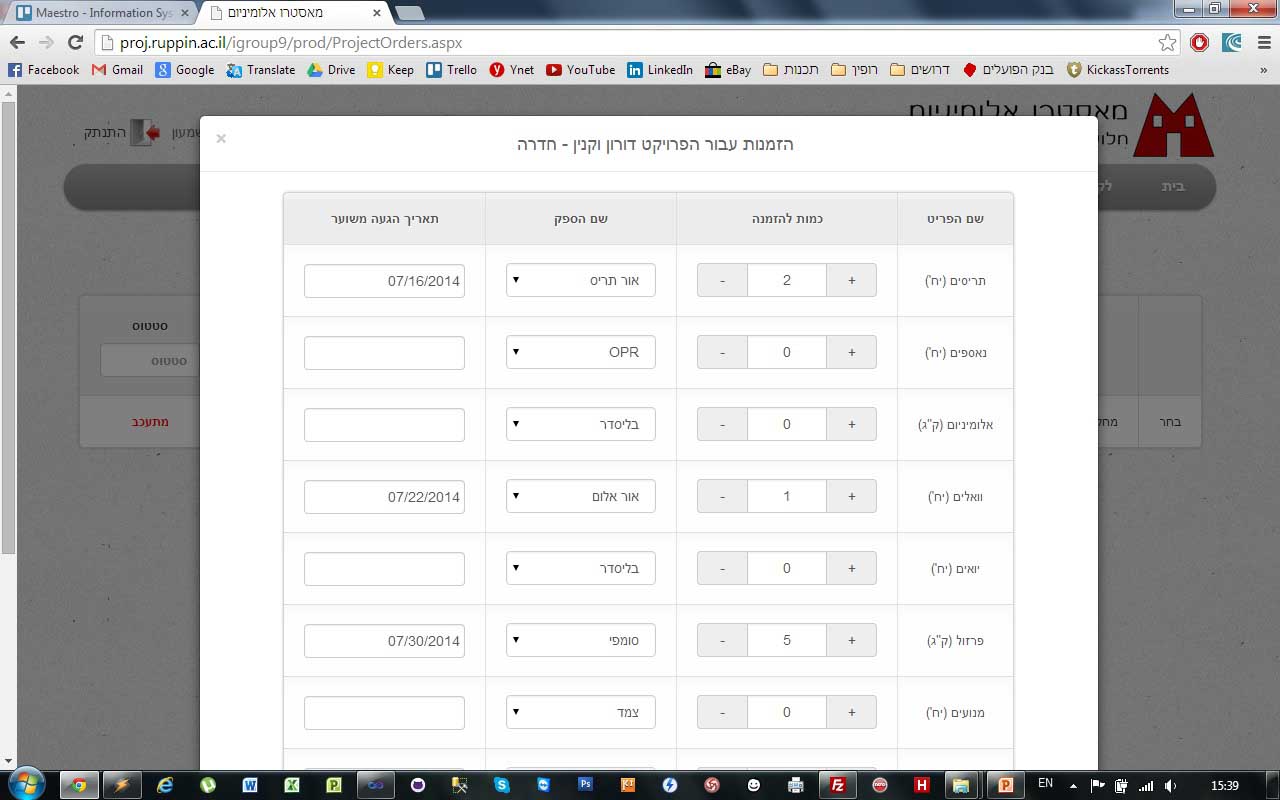 Maestro - Information Sys
מאסטרו אלומיניום
proj.ruppin.ac.il/igroup9/prod/ProjectOrders.aspx
Facebook Gmail Google Translate Drive Keep Trello Ynet YouTube LinkedIn eBay תכנות רופין דרושים בנק הפועלים KickassTorrents »
מאסטרו אלומיניום
התנתק
שמעון
בית
הזמנות עבור הפרויקט דורון וקנין - חדרה ×
שם הפריט כמות להזמנה שם הספק תאריך הגעה משוער
תריסים (יח') + 2 - אור תריס 07/16/2014
נאספים (יח') + 0 - OPR
אלומיניום (ק"ג) + 0 - בליסדר
וואלים (יח') + 1 - אור אלום 07/22/2014
יואים (יח') + 0 - בליסדר
פרזול (ק"ג) + 5 - סומפי 07/30/2014
מנועים (יח') + 0 - צמד
סטטוס
סטטוס
בחר
מתעכב
EN 15:39